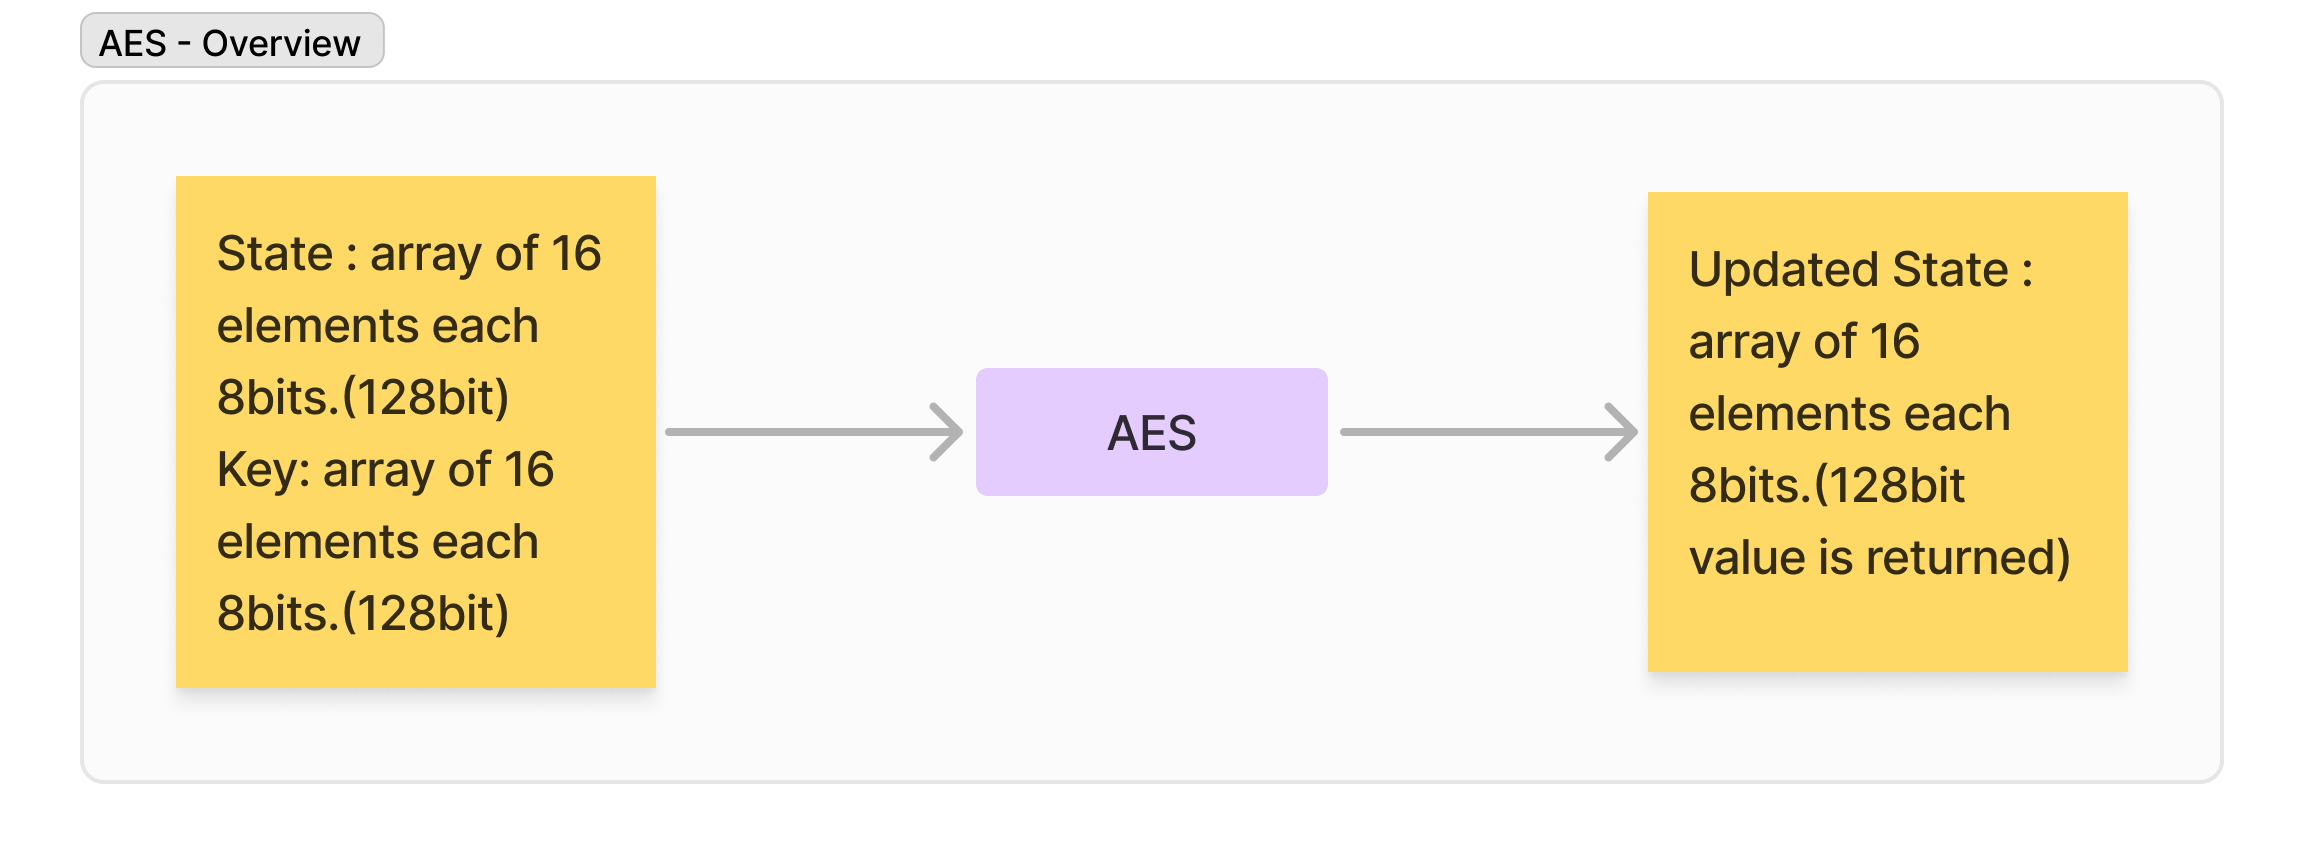 AES - Overview
State : array of 16
elements each
8bits.(128bit)
Key: array of 16
elements each
8bits.(128bit)
AES
Updated State :
array of 16
elements each
8bits.(128bit
value is returned)